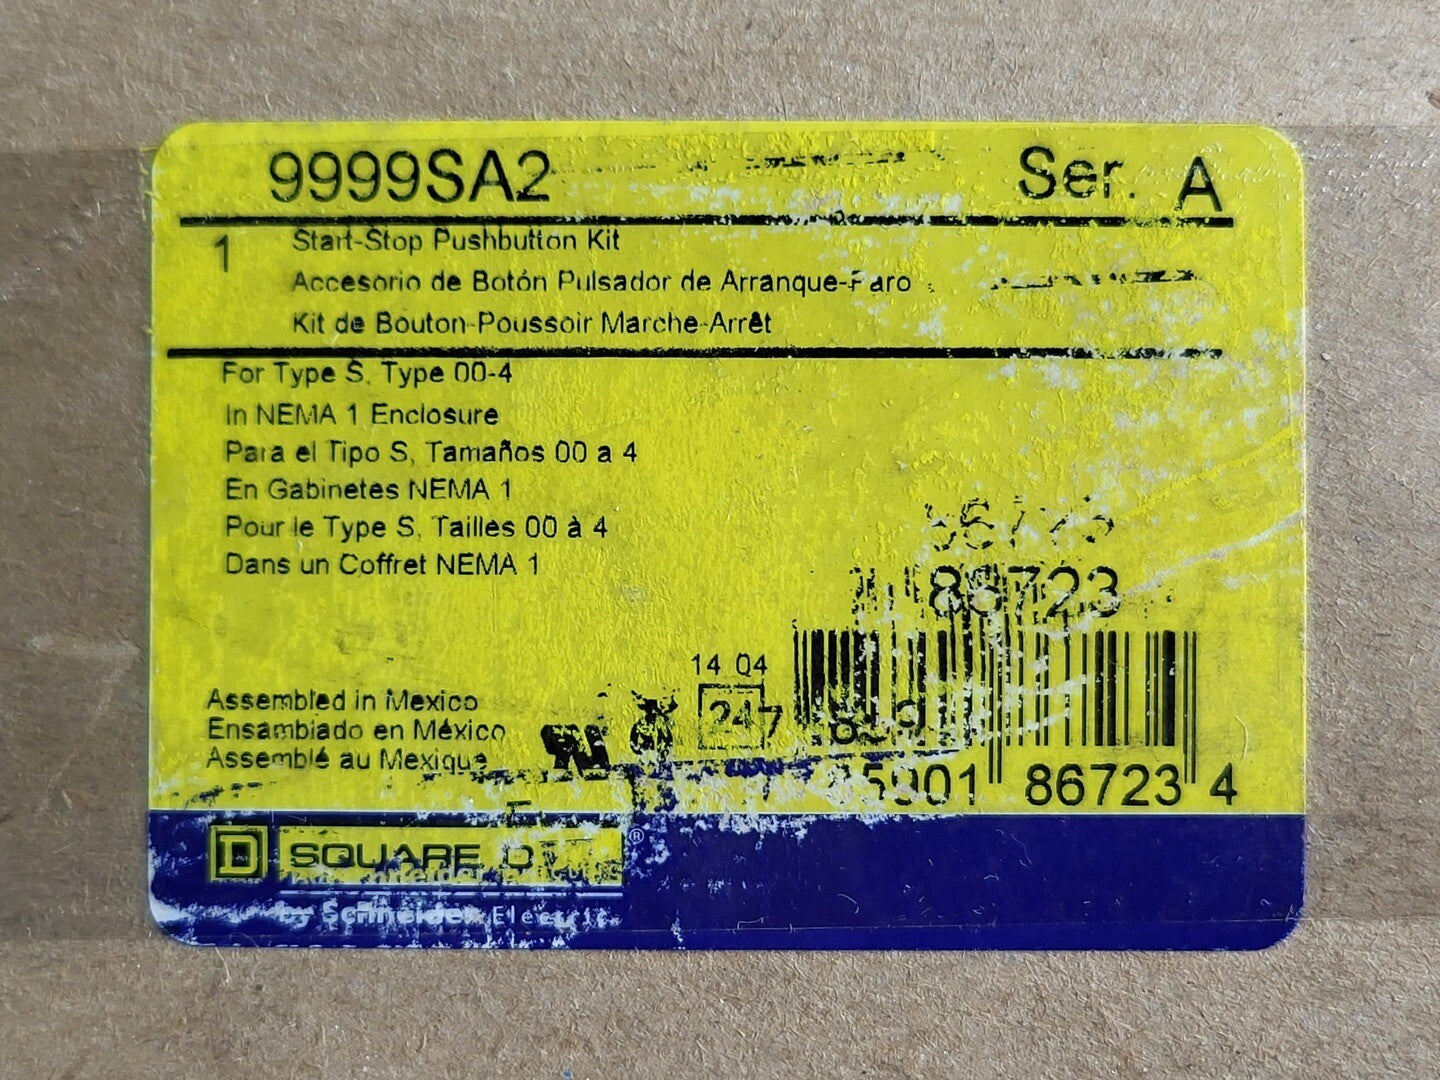 9999SA2 Ser. A
1 Start-Stop Pushbutton Kit
Accesorio de Botón Pulsador de Arranque-Paro
Kit de Bouton-Poussoir Marche-Arrêt
For Type S, Type 00-4
In NEMA 1 Enclosure
Para el Tipo S, Tamaños 00 a 4
En Gabinetes NEMA 1
Pour le Type S, Tailles 00 à 4
Dans un Coffret NEMA 1
86723
14 Q4
247
Assembled in Mexico
Ensamblado en México
Assemblé au Mexique
86723 4
D SQUARE D ®
by Schneider Electric